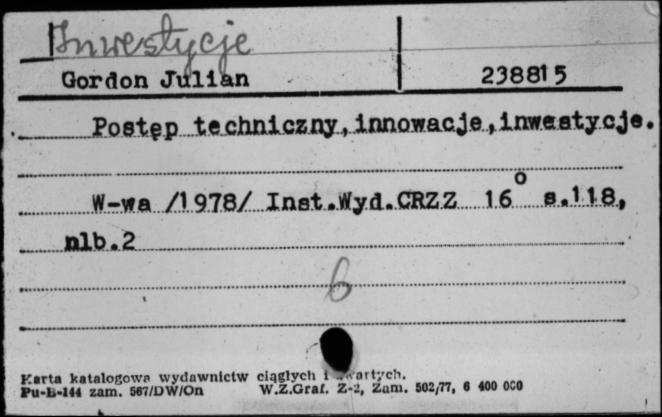 Inwestycje
Gordon Julian 238815
Postęp techniczny, innowacje, inwestycje.
W-wa /1978/ Inst.Wyd.CRZZ 16° s.118,
nlb.2
6
Karta katalogowa wydawnictw ciągłych i zwartych.
Pu-B-144 zam. 567/DW/On W.Z.Graf. Z-2, Zam. 502/77, 6 400 000